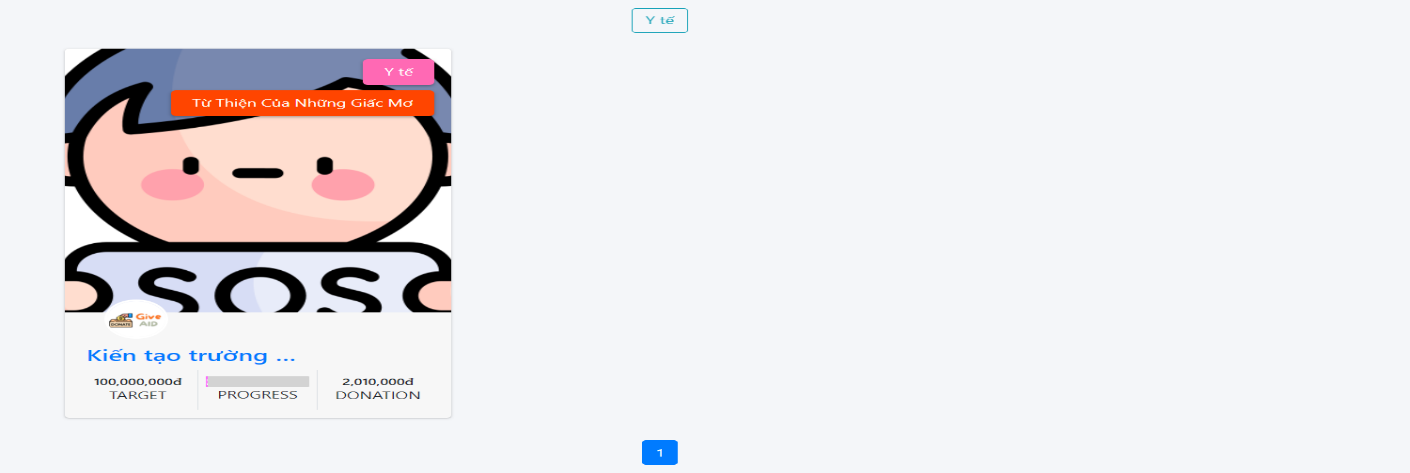 Y tế
Y tế
Từ Thiện Của Những Giấc Mơ
SOS
Give
DONATE AID
Kiến tạo trường ...
100,000,000đ
TARGET
PROGRESS
2,010,000đ
DONATION
1